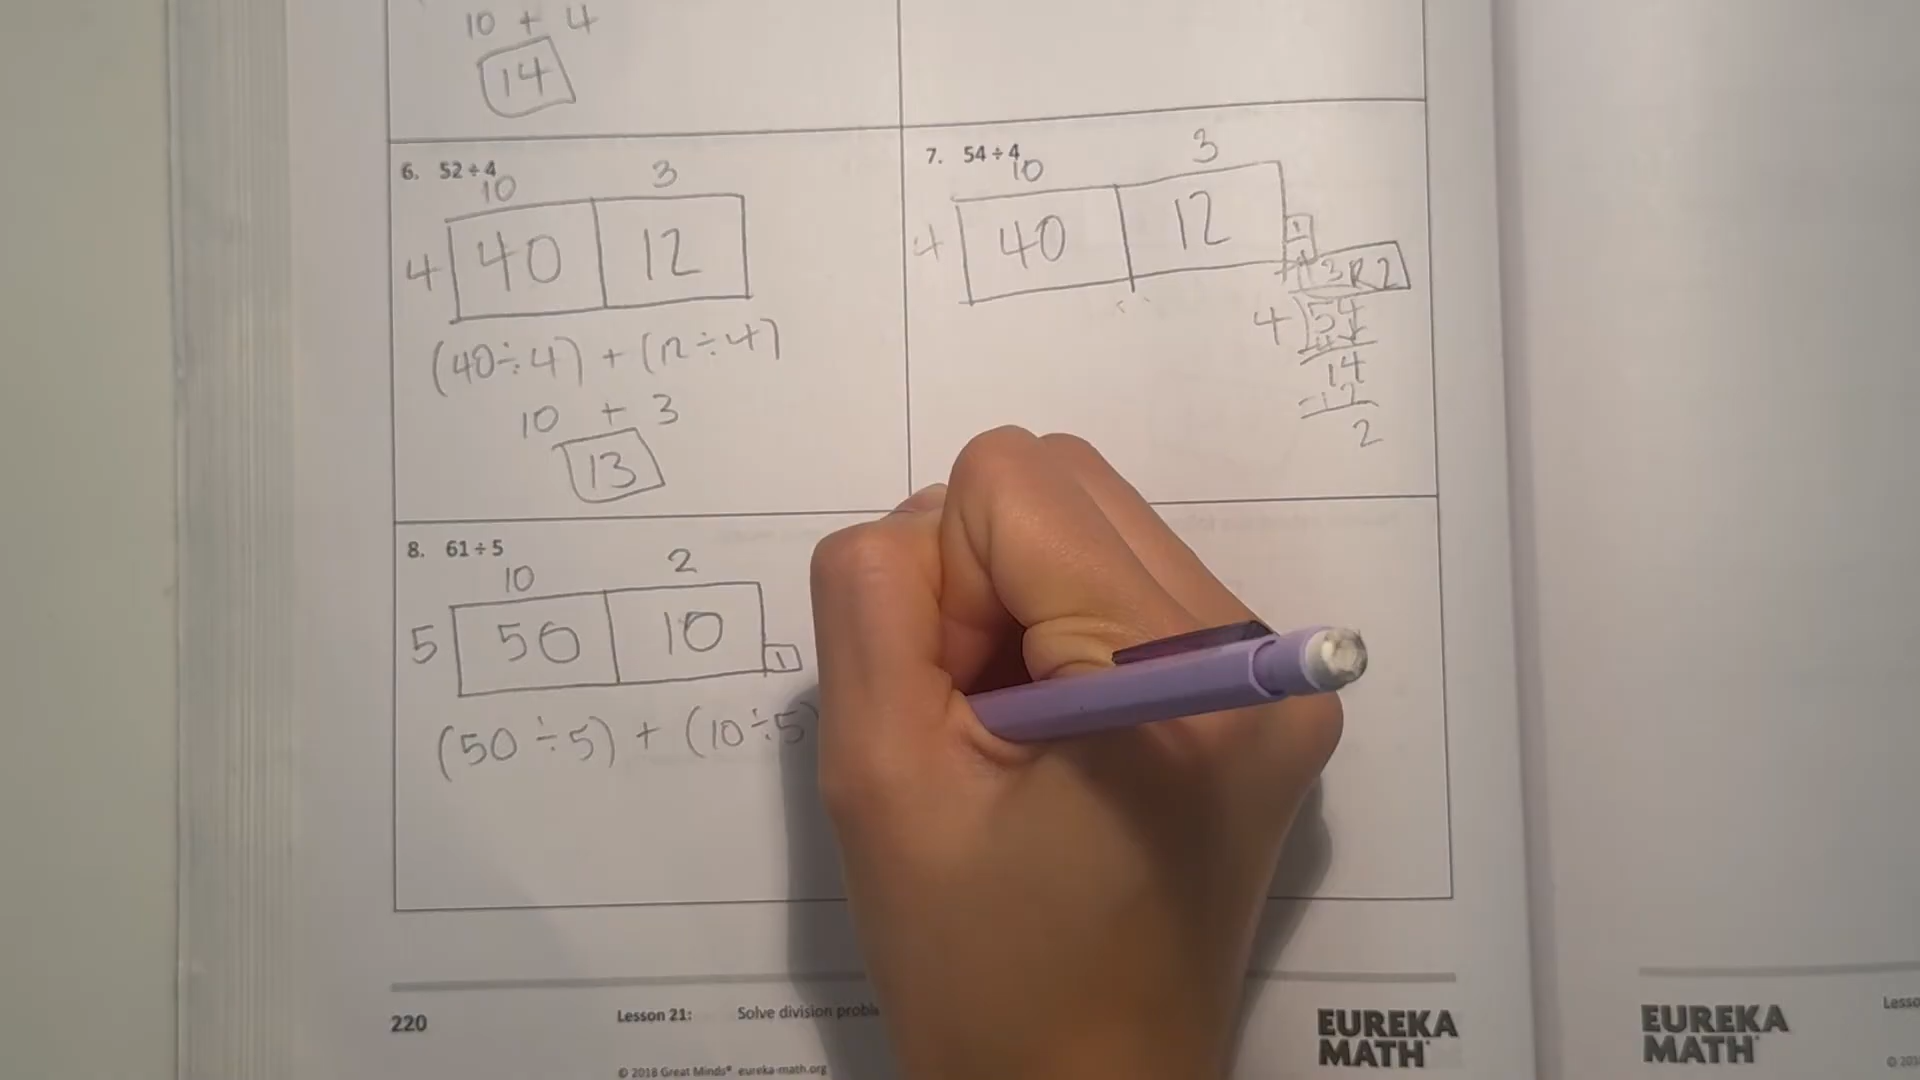 10 + 4
14
6. 52 ÷ 4
10 3
4 40 12
(40÷4) + (12÷4)
10 + 3
13
7. 54 ÷ 4
10 3
4 40 12
1
3 R2
4 54
14
-12
2
8. 61 ÷ 5
10 2
5 50 10 1
(50÷5) + (10÷5)
220 Lesson 21: Solve division
© 2018 Great Minds® eureka-math.org
EUREKA
MATH
EUREKA
MATH